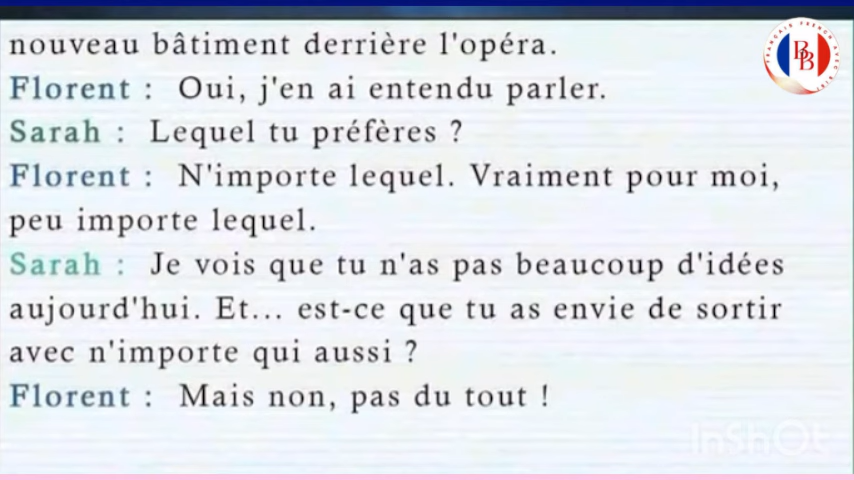 nouveau bâtiment derrière l'opéra.
Florent : Oui, j'en ai entendu parler.
Sarah : Lequel tu préfères ?
Florent : N'importe lequel. Vraiment pour moi,
peu importe lequel.
Sarah : Je vois que tu n'as pas beaucoup d'idées
aujourd'hui. Et... est-ce que tu as envie de sortir
avec n'importe qui aussi ?
Florent : Mais non, pas du tout !
InShOt